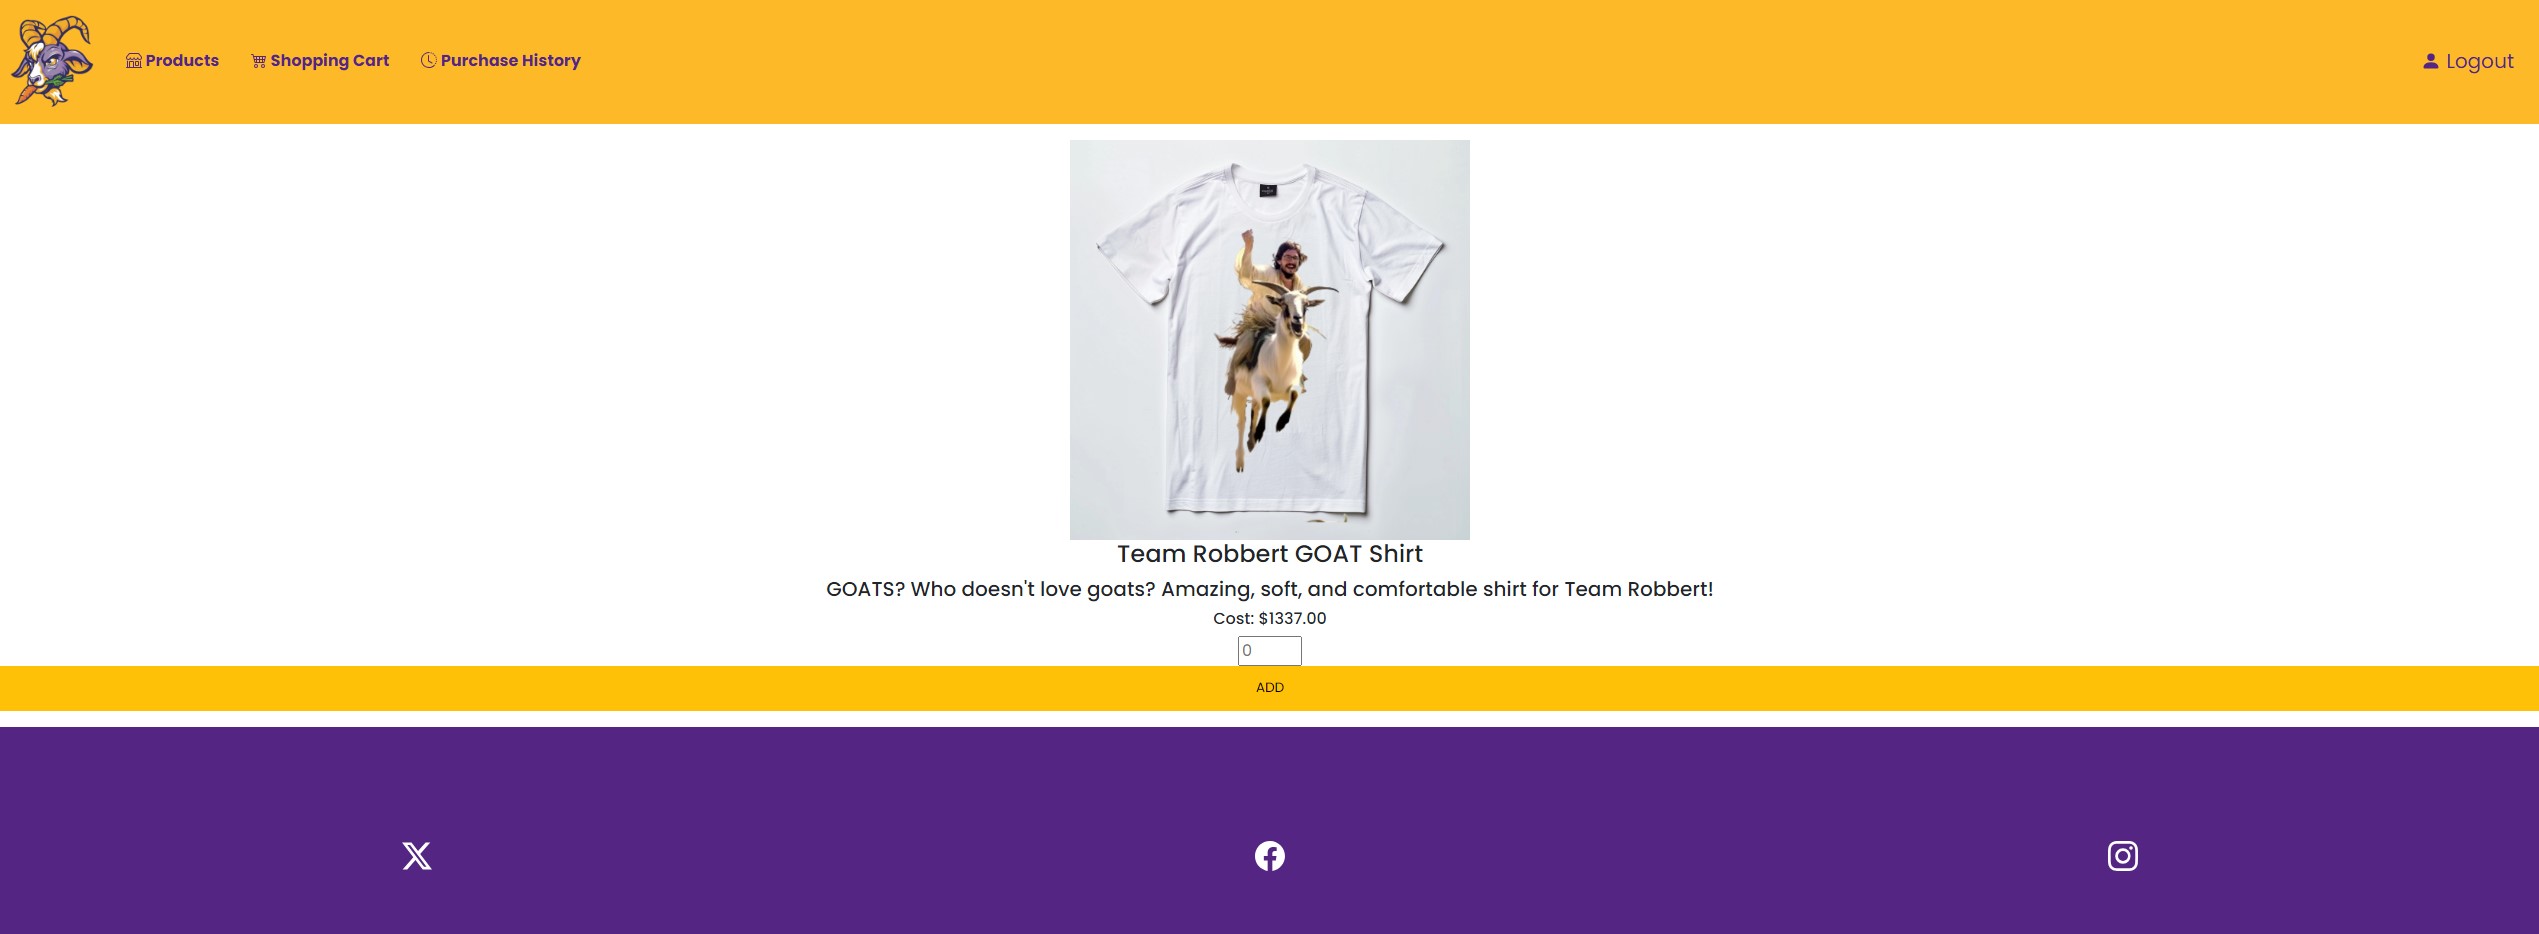 Products
Shopping Cart
Purchase History
Logout
Team Robbert GOAT Shirt
GOATS? Who doesn't love goats? Amazing, soft, and comfortable shirt for Team Robbert!
Cost: $1337.00
0
ADD